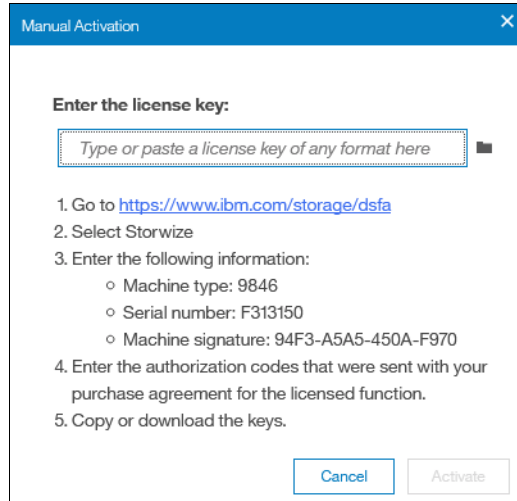 Manual Activation
Enter the license key:
Type or paste a license key of any format here
1. Go to https://www.ibm.com/storage/dsfa
2. Select Storwize
3. Enter the following information:
○ Machine type: 9846
○ Serial number: F313150
○ Machine signature: 94F3-A5A5-450A-F970
4. Enter the authorization codes that were sent with your
purchase agreement for the licensed function.
5. Copy or download the keys.
Cancel
Activate